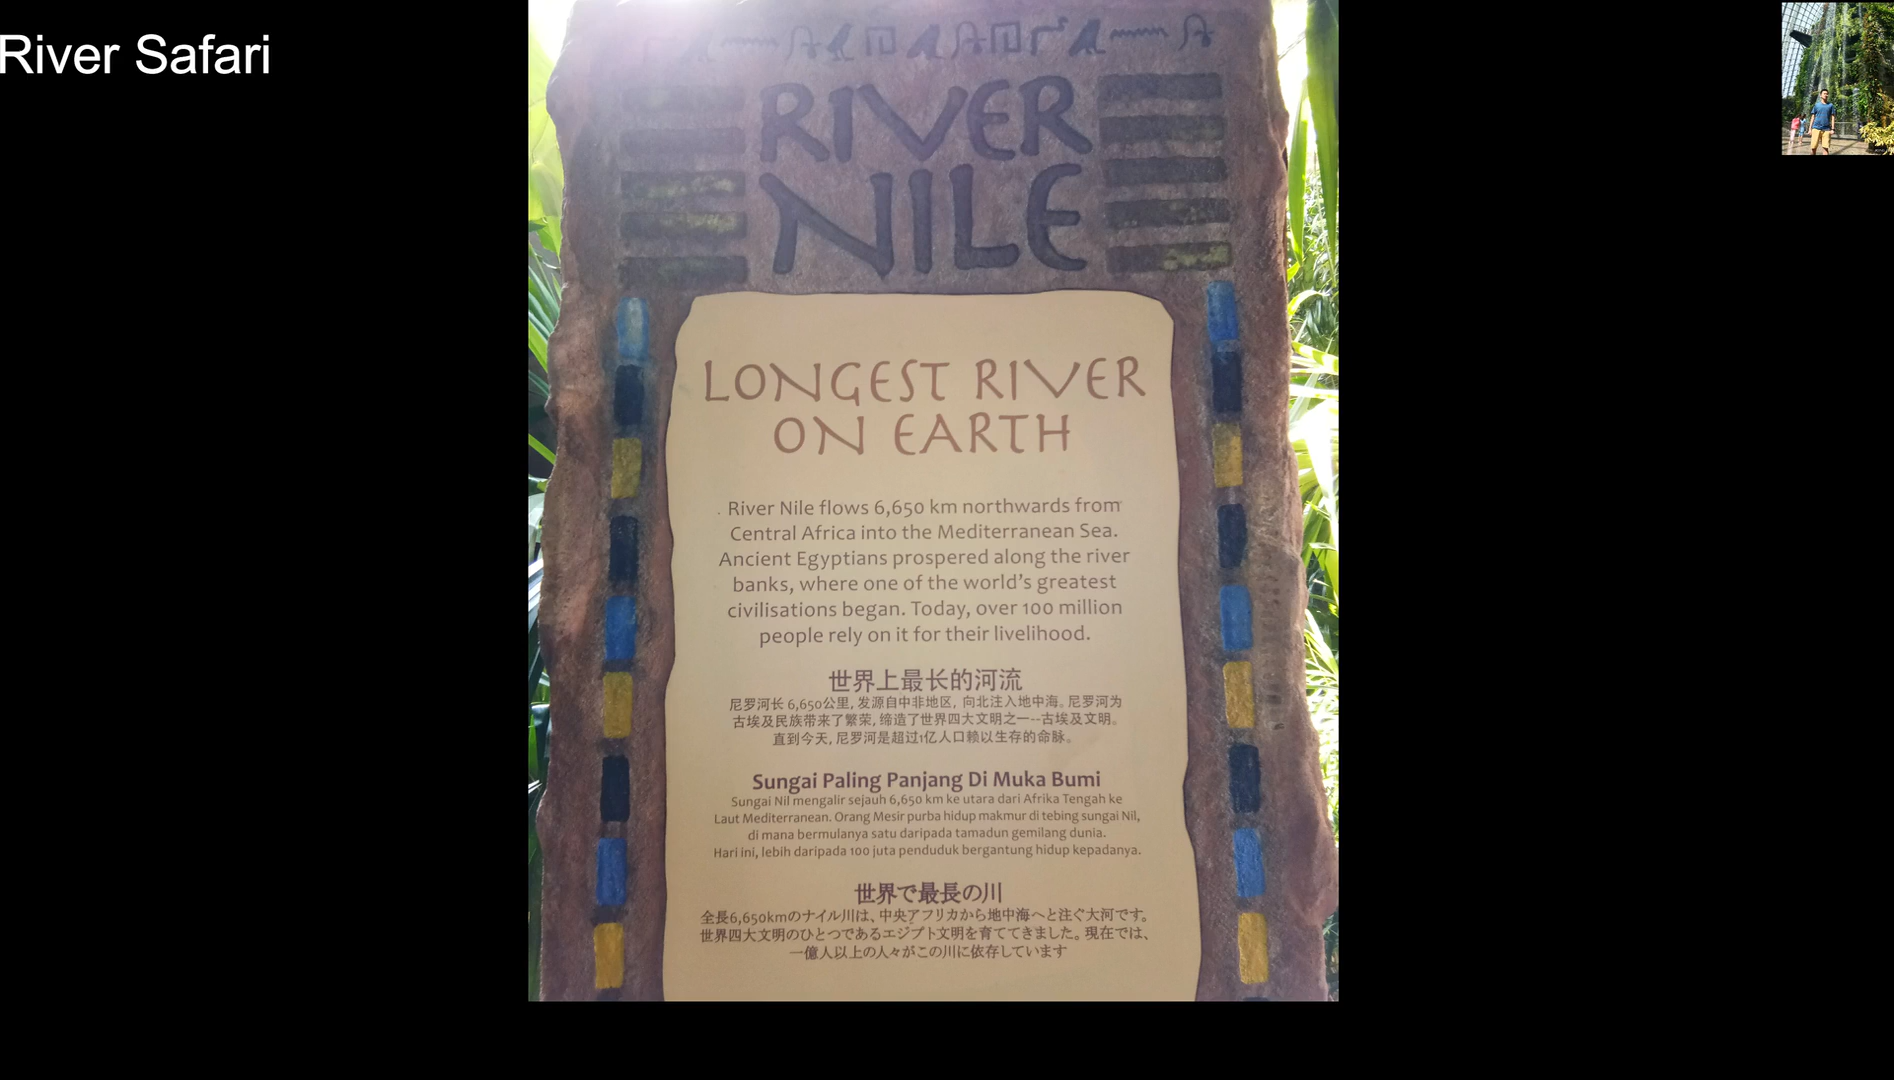 River Safari
RIVER
NILE
LONGEST RIVER
ON EARTH
River Nile flows 6,650 km northwards from
Central Africa into the Mediterranean Sea.
Ancient Egyptians prospered along the river
banks, where one of the world's greatest
civilisations began. Today, over 100 million
people rely on it for their livelihood.
世界上最长的河流
尼罗河长 6,650公里, 发源自中非地区, 向北注入地中海。尼罗河为
古埃及民族带来了繁荣, 缔造了世界四大文明之一--古埃及文明。
直到今天, 尼罗河是超过1亿人口赖以生存的命脉。
Sungai Paling Panjang Di Muka Bumi
Sungai Nil mengalir sejauh 6,650 km ke utara dari Afrika Tengah ke
Laut Mediterranean. Orang Mesir purba hidup makmur di tebing sungai Nil,
di mana bermulanya satu daripada tamadun gemilang dunia.
Hari ini, lebih daripada 100 juta penduduk bergantung hidup kepadanya.
世界で最長の川
全長6,650kmのナイル川は、中央アフリカから地中海へと注ぐ大河です。
世界四大文明のひとつであるエジプト文明を育ててきました。現在では、
一億人以上の人々がこの川に依存しています